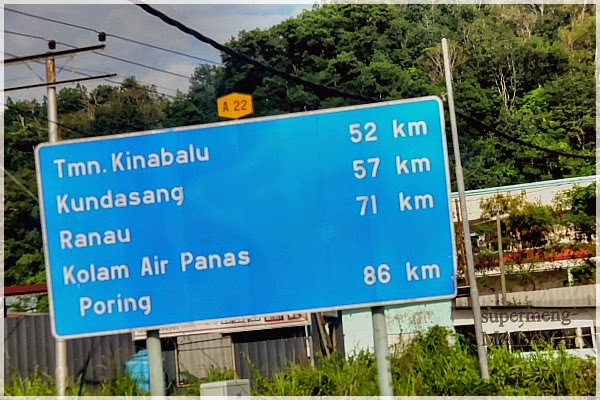 A 22
Tmn. Kinabalu 52 km
Kundasang 57 km
Ranau 71 km
Kolam Air Panas
Poring 86 km
supermeng